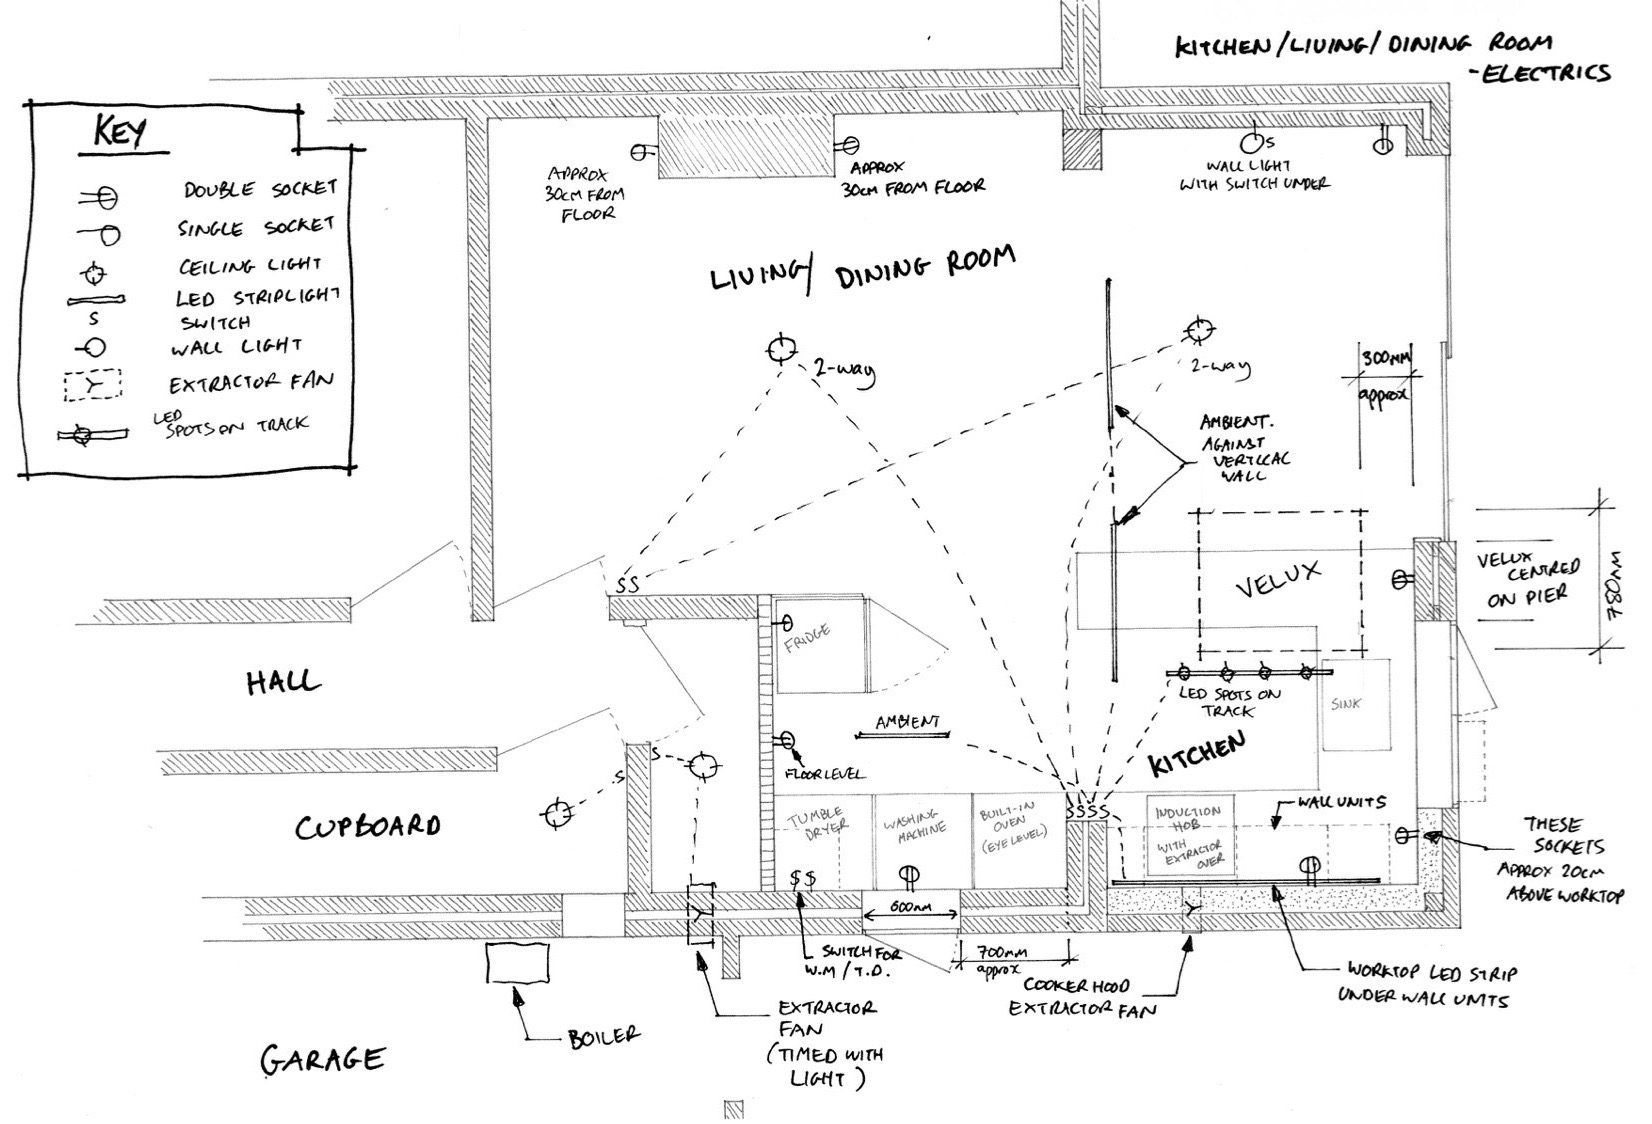 KITCHEN/LIVING/DINING ROOM
-ELECTRICS
KEY
DOUBLE SOCKET
SINGLE SOCKET
CEILING LIGHT
LED STRIPLIGHT
S
SWITCH
WALL LIGHT
EXTRACTOR FAN
LED
SPOTS ON TRACK
APPROX
30CM FROM
FLOOR
APPROX
30CM FROM FLOOR
S
WALL LIGHT
WITH SWITCH UNDER
LIVING/ DINING ROOM
2-way
2-way
300MM
approx
AMBIENT.
AGAINST
VERTICAL
WALL
SS
VELUX
VELUX
CENTRED
ON PIER
780MM
FRIDGE
HALL
AMBIENT
LED SPOTS ON
TRACK
SINK
KITCHEN
FLOOR LEVEL
S
S
CUPBOARD
TUMBLE
DRYER
WASHING
MACHINE
BUILT-IN
OVEN
(EYE LEVEL)
SSSS
INDUCTION
HOB
WITH
EXTRACTOR
OVER
WALL UNITS
THESE
SOCKETS
APPROX 20CM
ABOVE WORKTOP
SS
600MM
SWITCH FOR
W.M / T.D.
700MM
approx
COOKER HOOD
EXTRACTOR FAN
WORKTOP LED STRIP
UNDER WALL UNITS
EXTRACTOR
FAN
(TIMED WITH
LIGHT)
BOILER
GARAGE